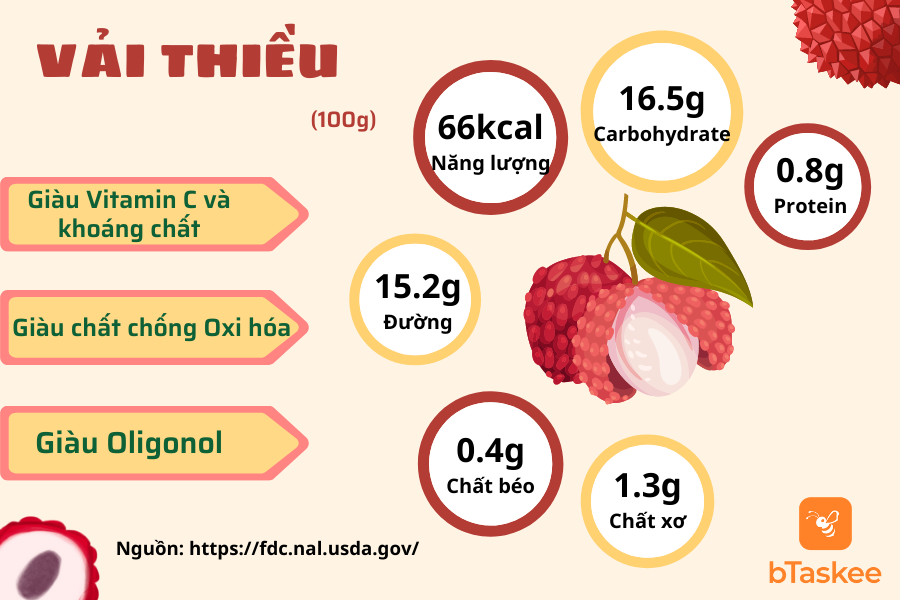 VẢI THIỀU
(100g)
66kcal
Năng lượng
16.5g
Carbohydrate
0.8g
Protein
Giàu Vitamin C và
khoáng chất
15.2g
Đường
Giàu chất chống Oxi hóa
0.4g
Chất béo
Giàu Oligonol
1.3g
Chất xơ
Nguồn: https://fdc.nal.usda.gov/
bTaskee